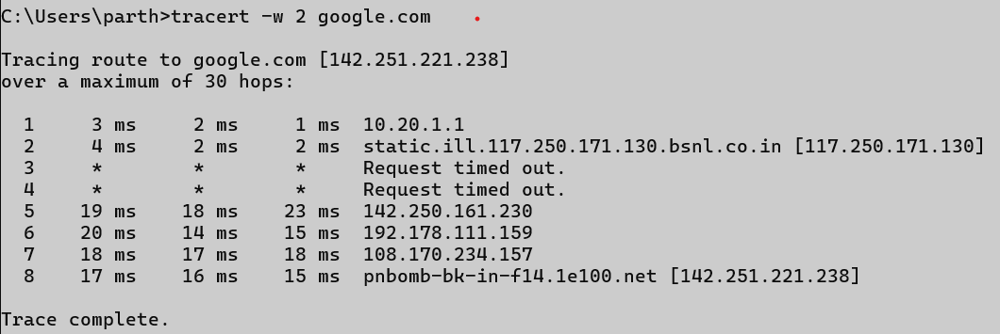 C:\Users\parth>tracert -w 2 google.com
Tracing route to google.com [142.251.221.238]
over a maximum of 30 hops:
1 3 ms 2 ms 1 ms 10.20.1.1
2 4 ms 2 ms 2 ms static.ill.117.250.171.130.bsnl.co.in [117.250.171.130]
3 * * * Request timed out.
4 * * * Request timed out.
5 19 ms 18 ms 23 ms 142.250.161.230
6 20 ms 14 ms 15 ms 192.178.111.159
7 18 ms 17 ms 18 ms 108.170.234.157
8 17 ms 16 ms 15 ms pnbomb-bk-in-f14.1e100.net [142.251.221.238]
Trace complete.